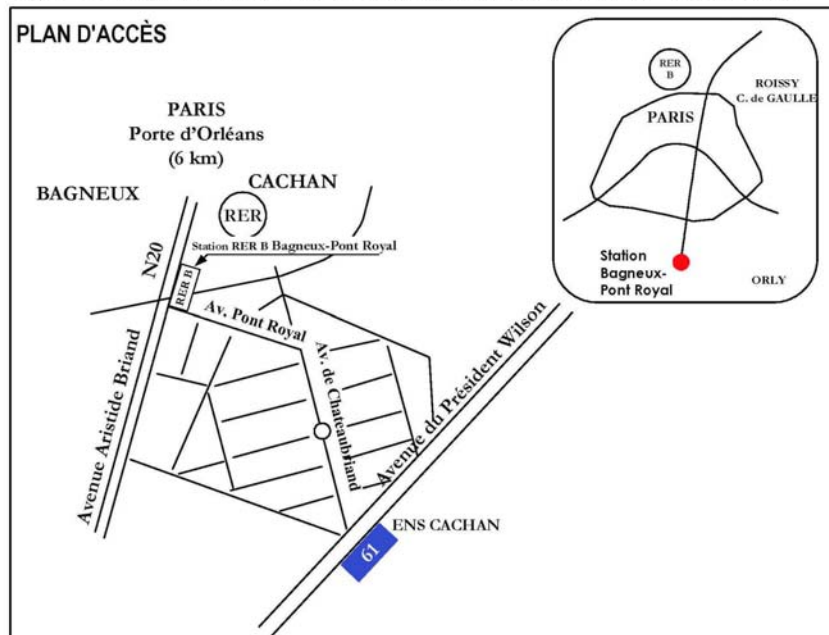 PLAN D'ACCÈS
PARIS
Porte d'Orléans
(6 km)
BAGNEUX
CACHAN
RER
Station RER B Bagneux-Pont Royal
N20
RER B
Av. Pont Royal
Avenue Aristide Briand
Av. de Chateaubriand
Avenue du Président Wilson
ENS CACHAN
61
RER
B
ROISSY
C. de GAULLE
PARIS
Station
Bagneux-
Pont Royal
ORLY